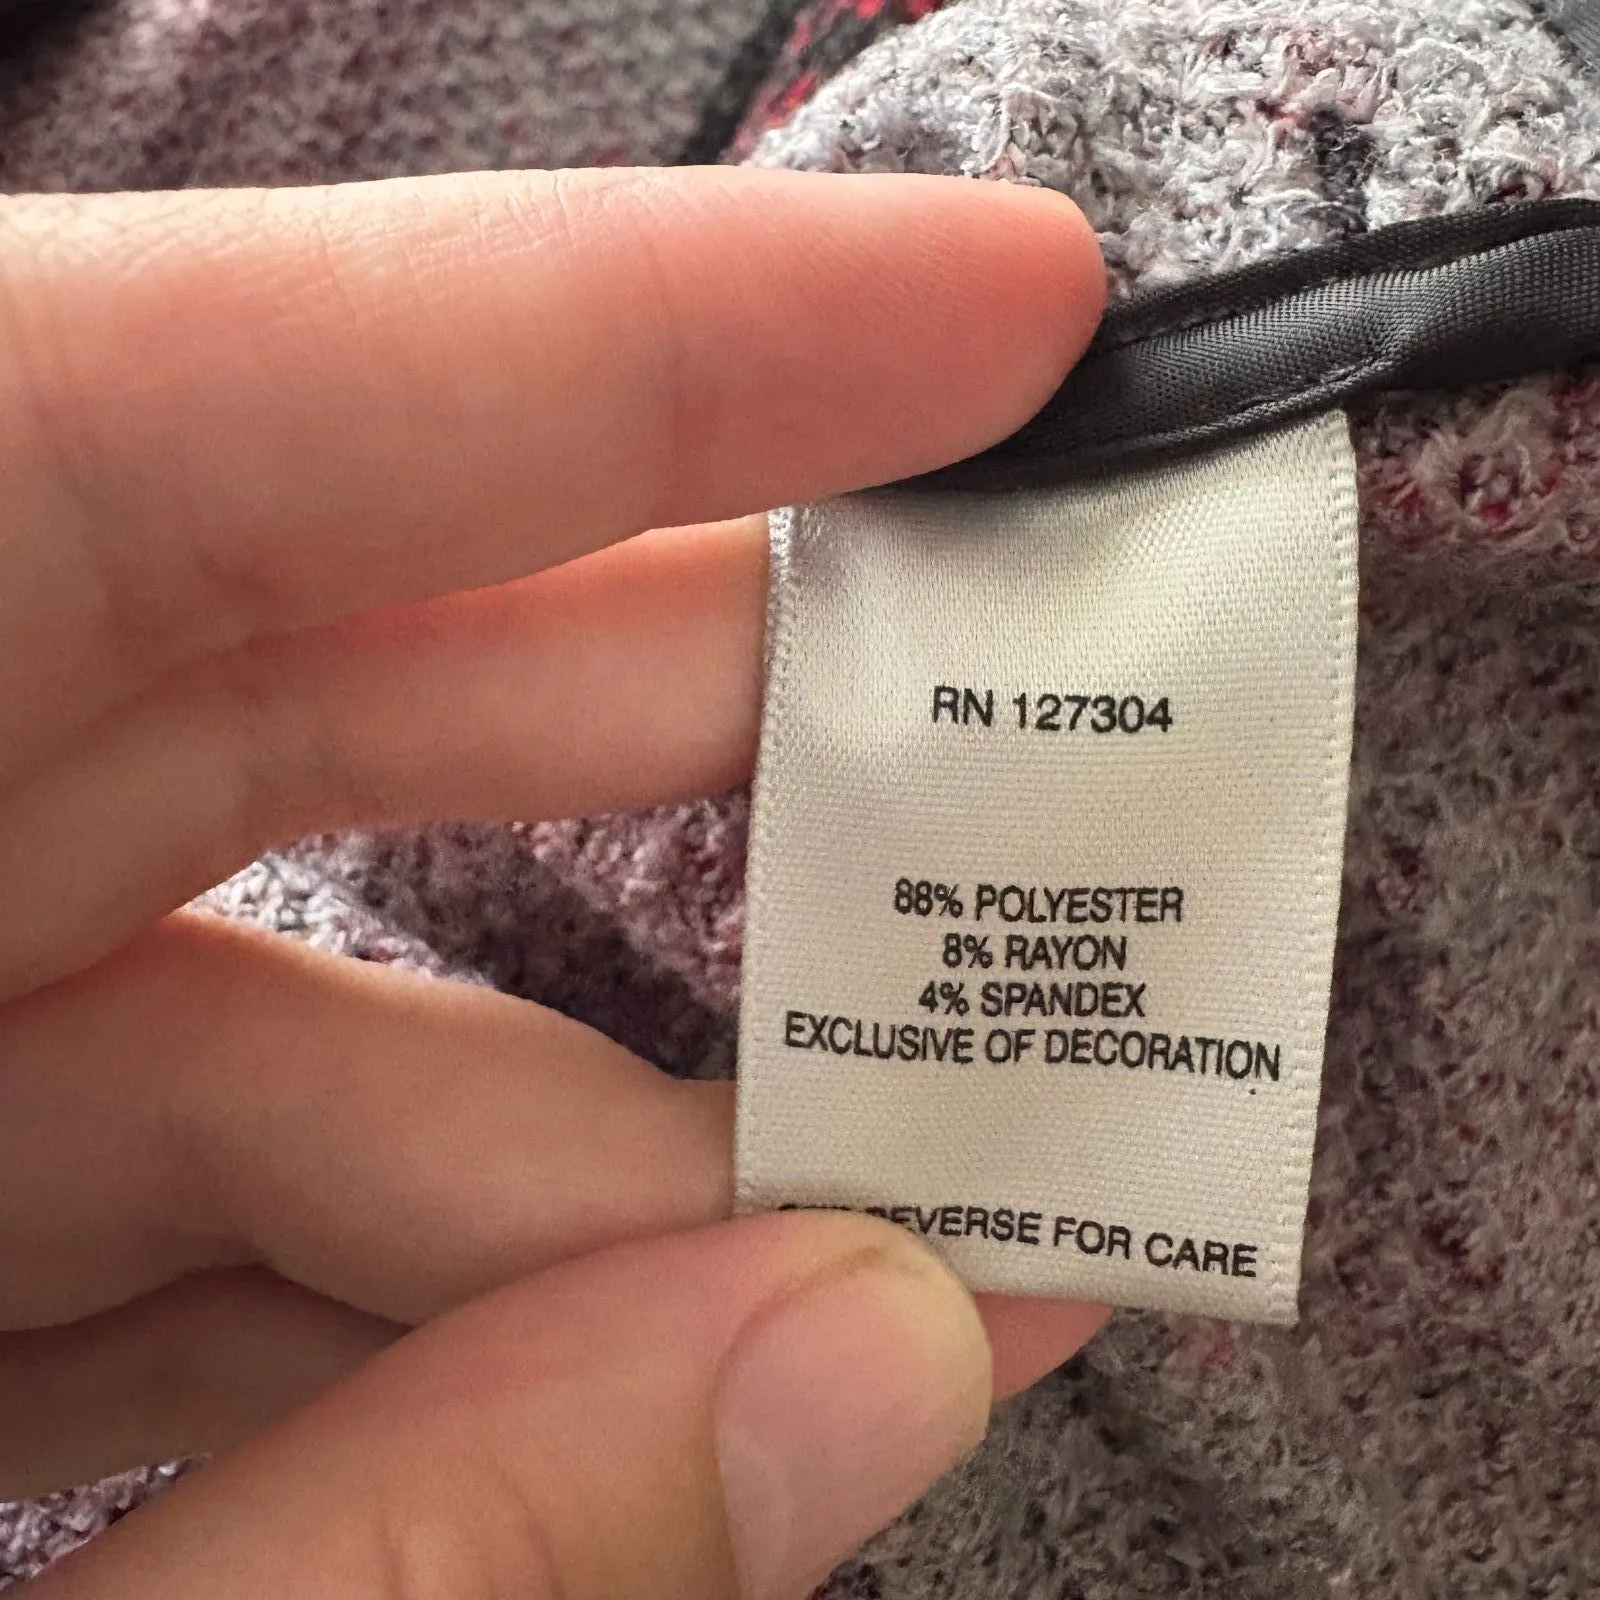 RN 127304
88% POLYESTER
8% RAYON
4% SPANDEX
EXCLUSIVE OF DECORATION
REVERSE FOR CARE